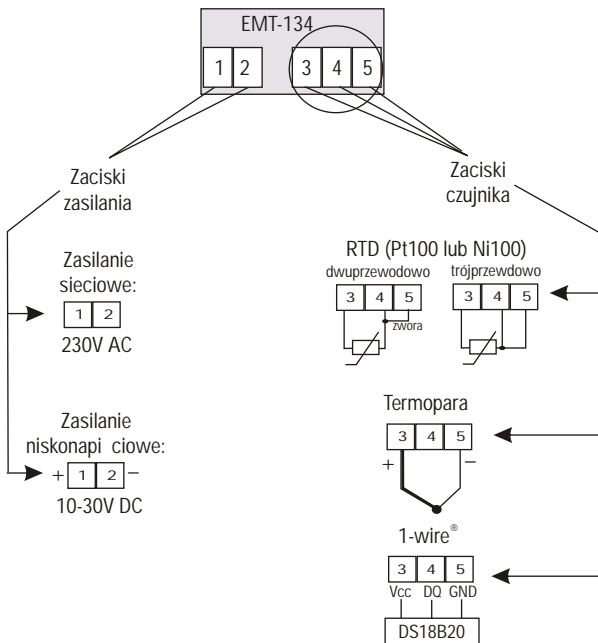 EMT-134
1 2 3 4 5
Zaciski
zasilania
Zaciski
czujnika
Zasilanie
sieciowe:
1 2
230V AC
Zasilanie
niskonapi ciowe:
+ 1 2 –
10-30V DC
RTD (Pt100 lub Ni100)
dwuprzewodowo trójprzewdowo
3 4 5 3 4 5
zwora
Termopara
3 4 5
+ –
1-wire®
3 4 5
Vcc DQ GND
DS18B20